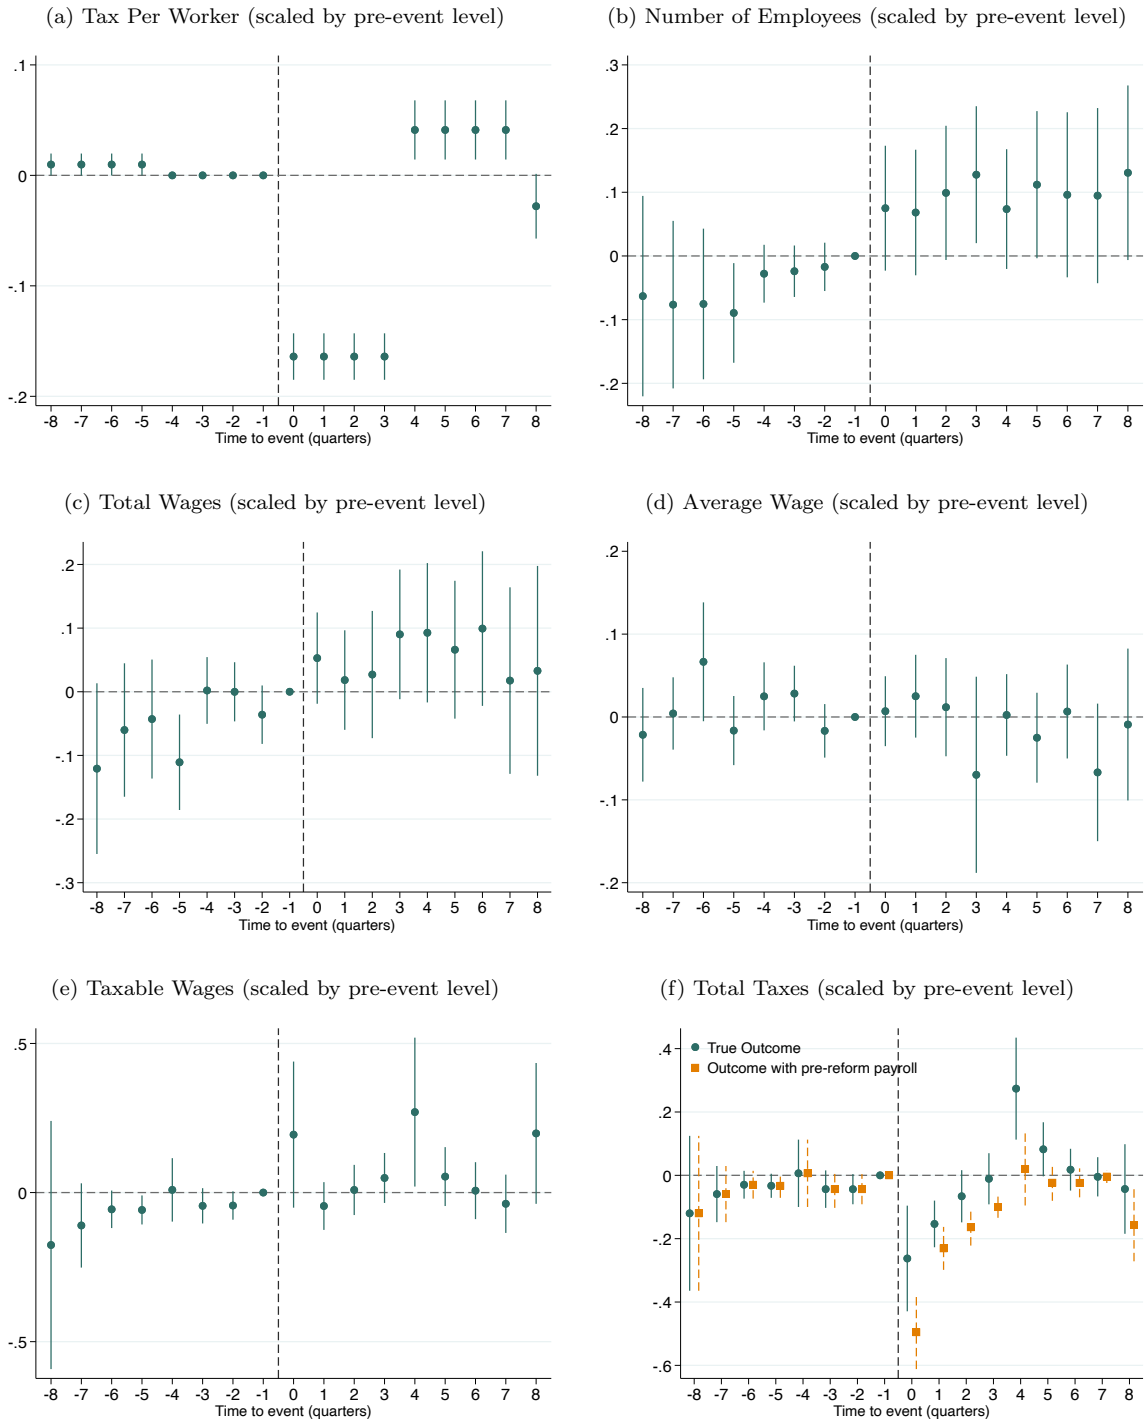 (a) Tax Per Worker (scaled by pre-event level)
.1
0
-.1
-.2
-8 -7 -6 -5 -4 -3 -2 -1 0 1 2 3 4 5 6 7 8
Time to event (quarters)
(b) Number of Employees (scaled by pre-event level)
.3
.2
.1
0
-.1
-.2
-8 -7 -6 -5 -4 -3 -2 -1 0 1 2 3 4 5 6 7 8
Time to event (quarters)
(c) Total Wages (scaled by pre-event level)
.2
.1
0
-.1
-.2
-.3
-8 -7 -6 -5 -4 -3 -2 -1 0 1 2 3 4 5 6 7 8
Time to event (quarters)
(d) Average Wage (scaled by pre-event level)
.2
.1
0
-.1
-.2
-8 -7 -6 -5 -4 -3 -2 -1 0 1 2 3 4 5 6 7 8
Time to event (quarters)
(e) Taxable Wages (scaled by pre-event level)
.5
0
-.5
-8 -7 -6 -5 -4 -3 -2 -1 0 1 2 3 4 5 6 7 8
Time to event (quarters)
(f) Total Taxes (scaled by pre-event level)
True Outcome
Outcome with pre-reform payroll
.4
.2
0
-.2
-.4
-.6
-8 -7 -6 -5 -4 -3 -2 -1 0 1 2 3 4 5 6 7 8
Time to event (quarters)